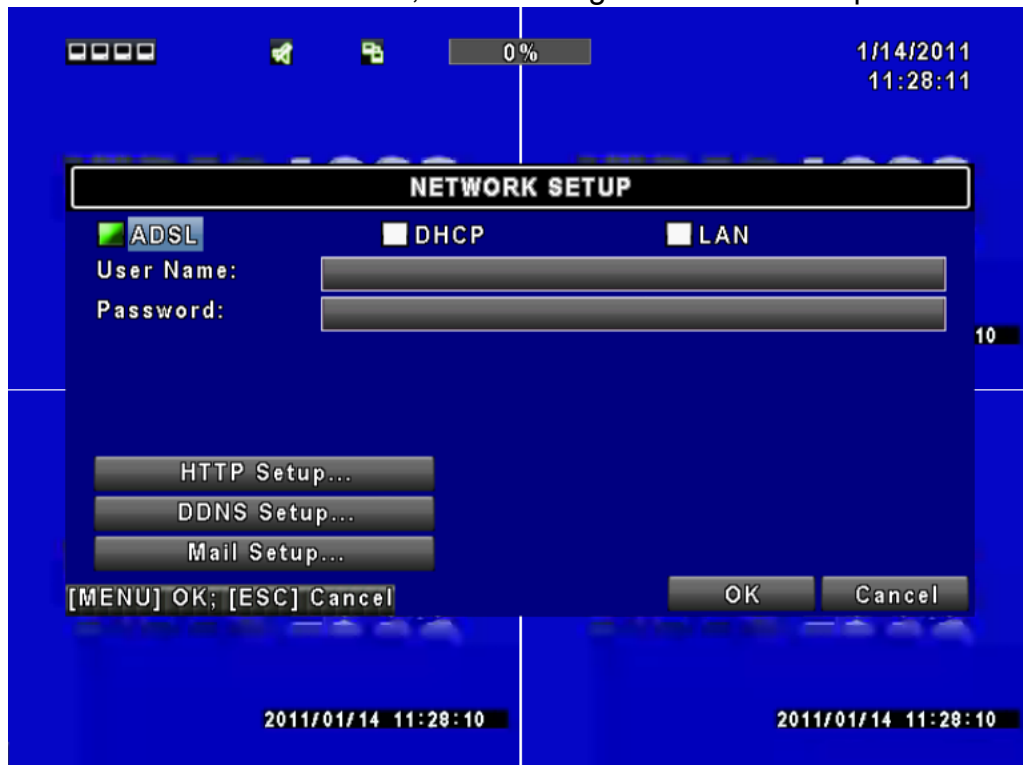 0%
1/14/2011
11:28:11
NETWORK SETUP
ADSL DHCP LAN
User Name:
Password:
10
HTTP Setup...
DDNS Setup...
Mail Setup...
[MENU] OK; [ESC] Cancel
OK Cancel
2011/01/14 11:28:10
2011/01/14 11:28:10